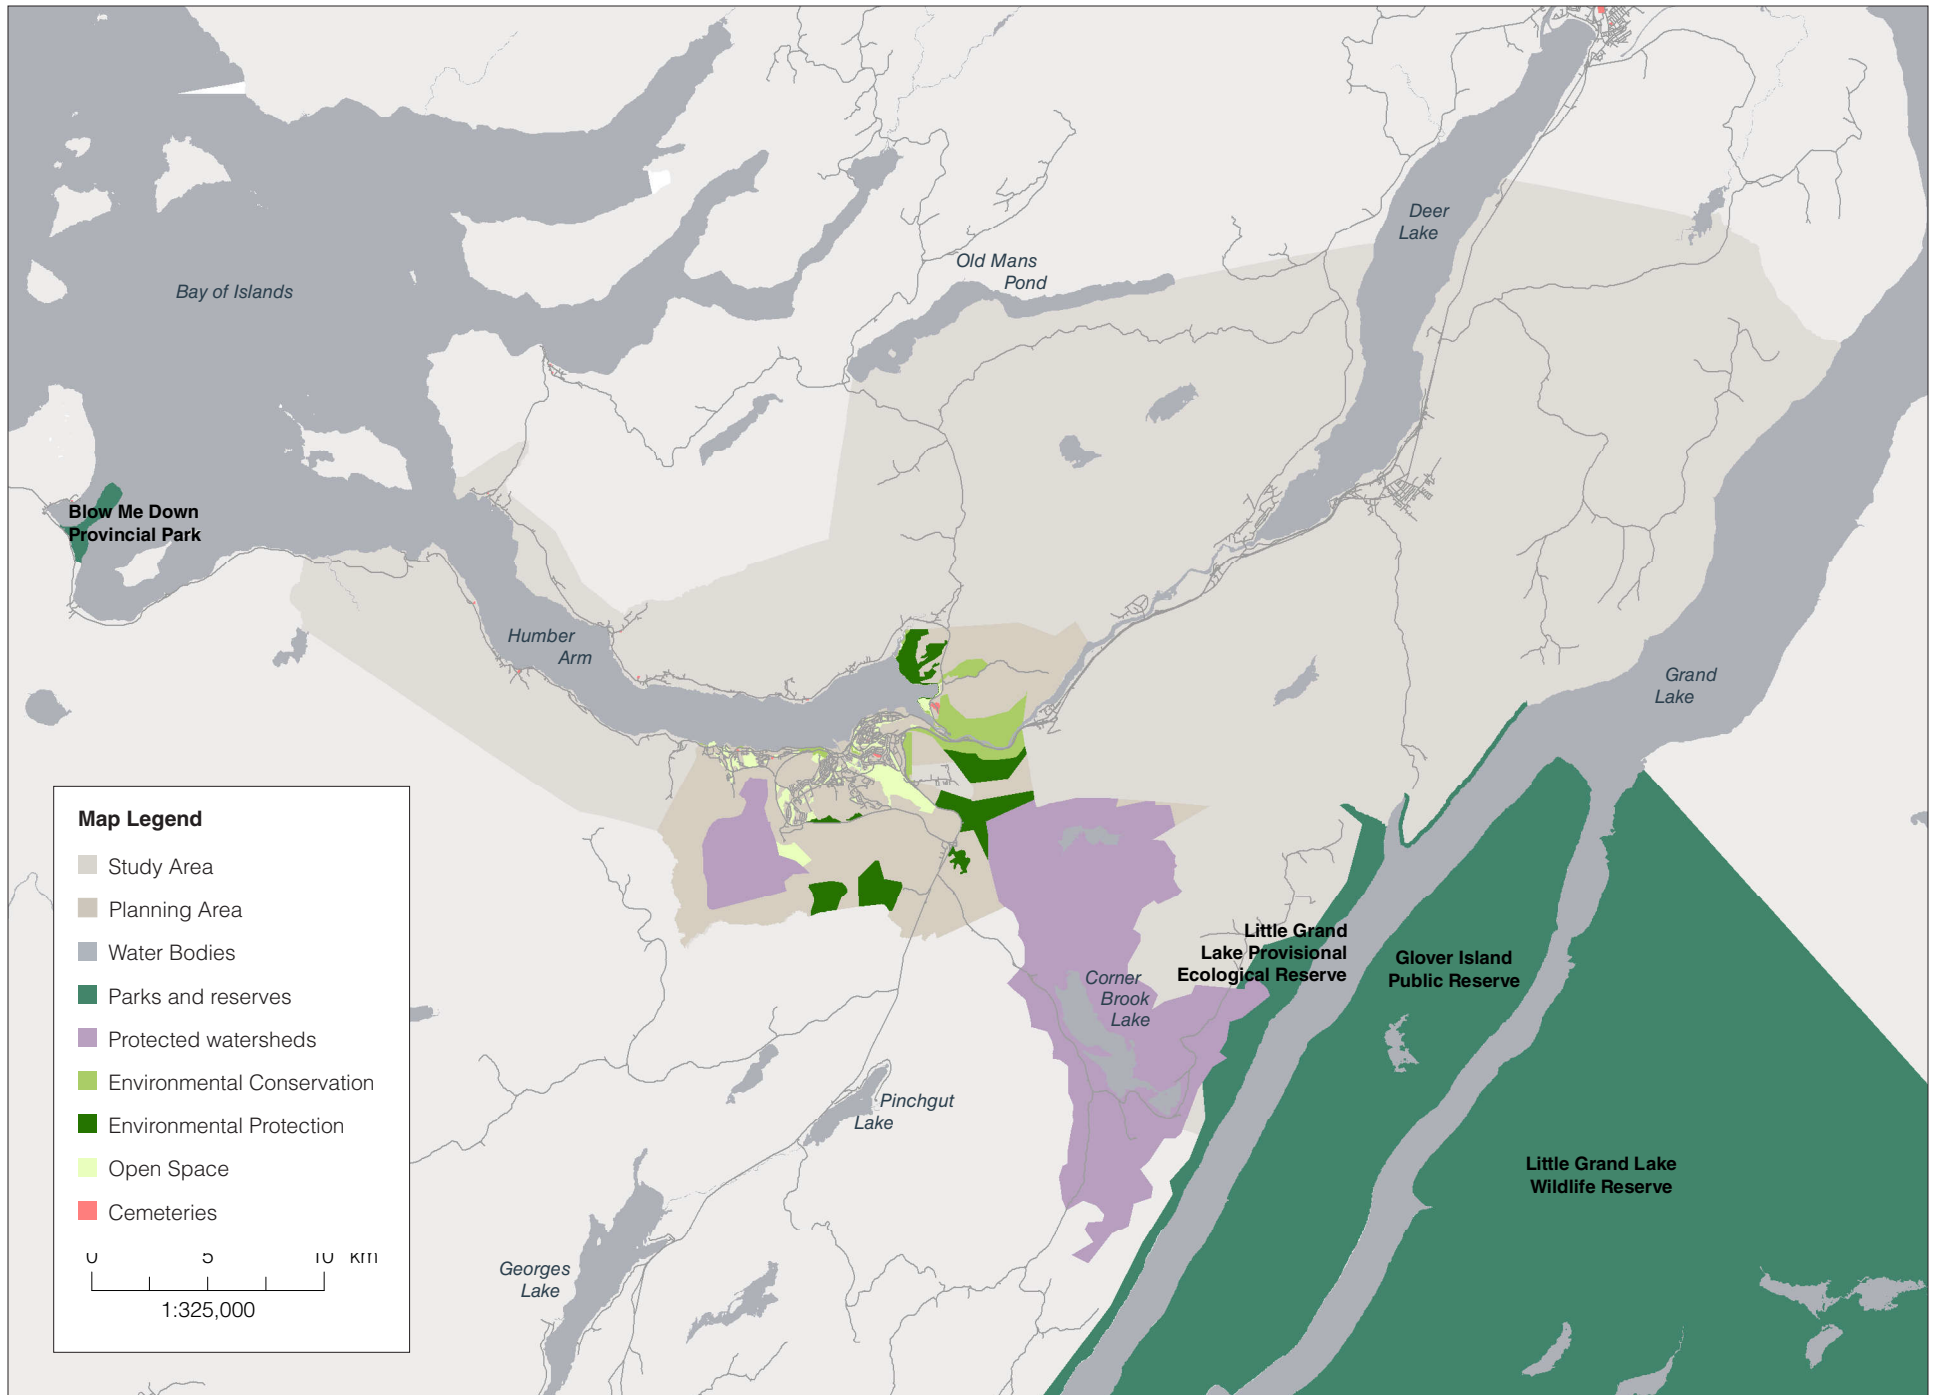 Deer
Lake
Old Mans
Pond
Bay of Islands
Blow Me Down
Provincial Park
Humber
Arm
Grand
Lake
Little Grand
Lake Provisional
Ecological Reserve
Glover Island
Public Reserve
Corner
Brook
Lake
Pinchgut
Lake
Little Grand Lake
Wildlife Reserve
Georges
Lake
Map Legend
Study Area
Planning Area
Water Bodies
Parks and reserves
Protected watersheds
Environmental Conservation
Environmental Protection
Open Space
Cemeteries
0 5 10 km
1:325,000